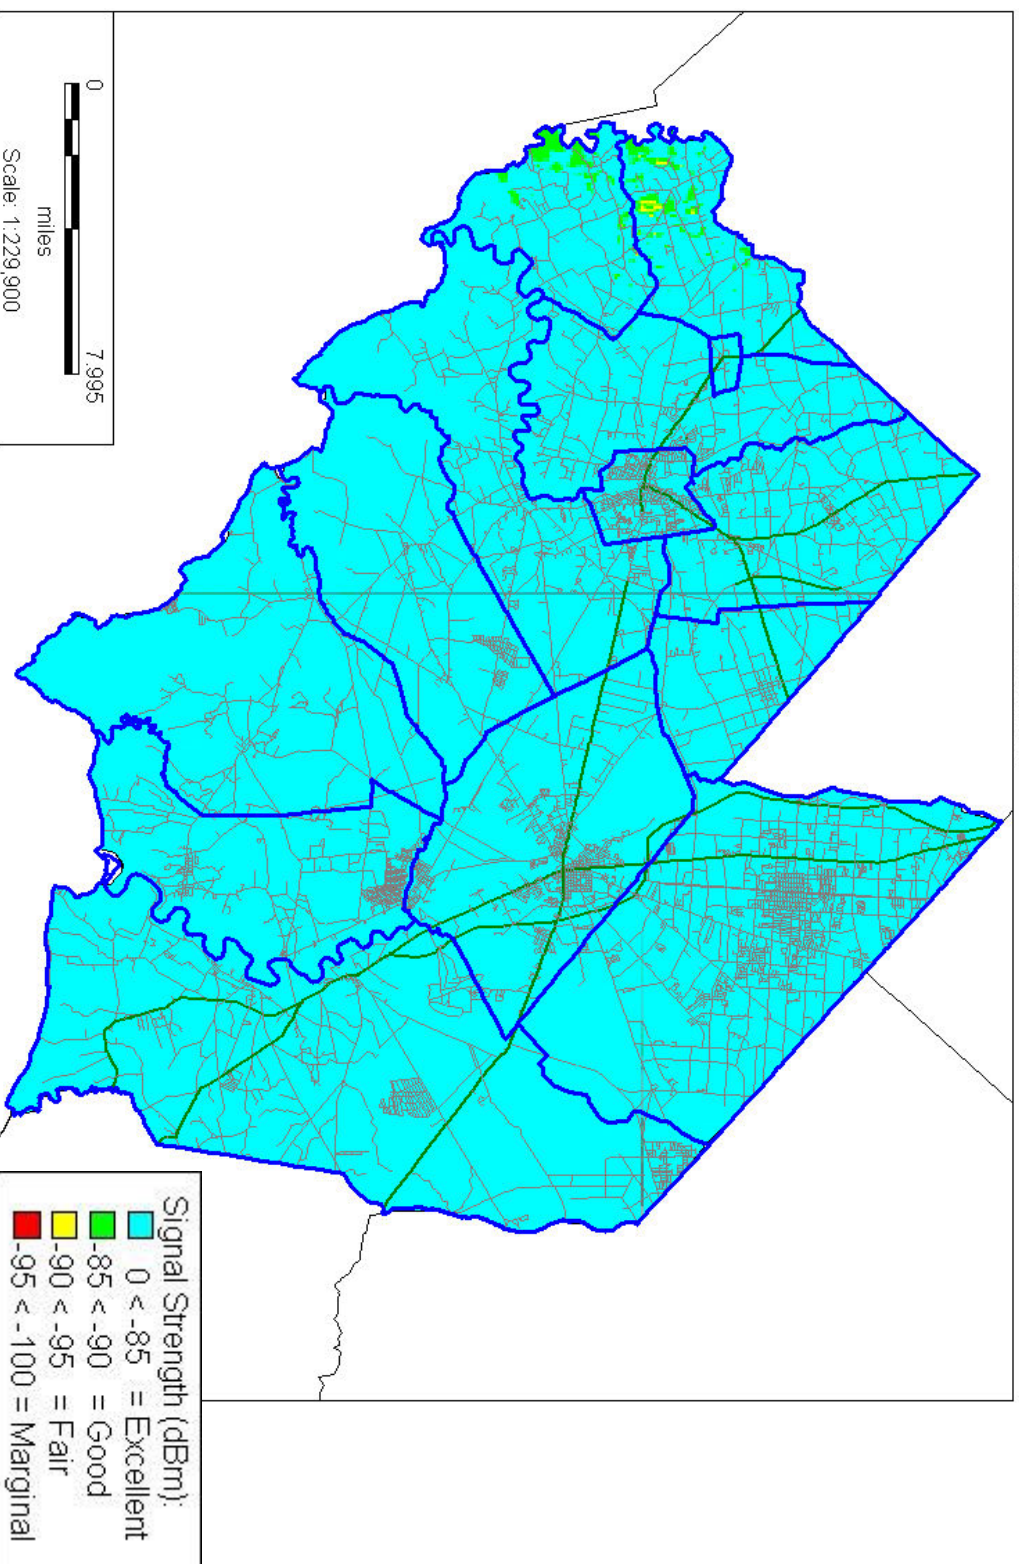 0 7.995
miles
Scale: 1:229,900
Signal Strength (dBm):
0 < -85 = Excellent
-85 < -90 = Good
-90 < -95 = Fair
-95 < -100 = Marginal